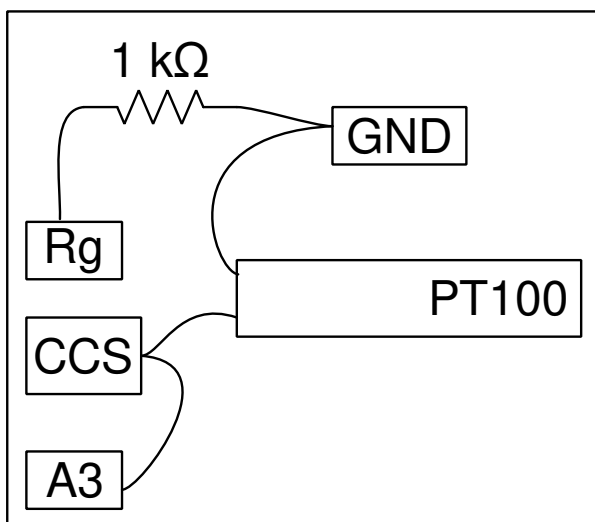 1 kΩ
GND
Rg
PT100
CCS
A3